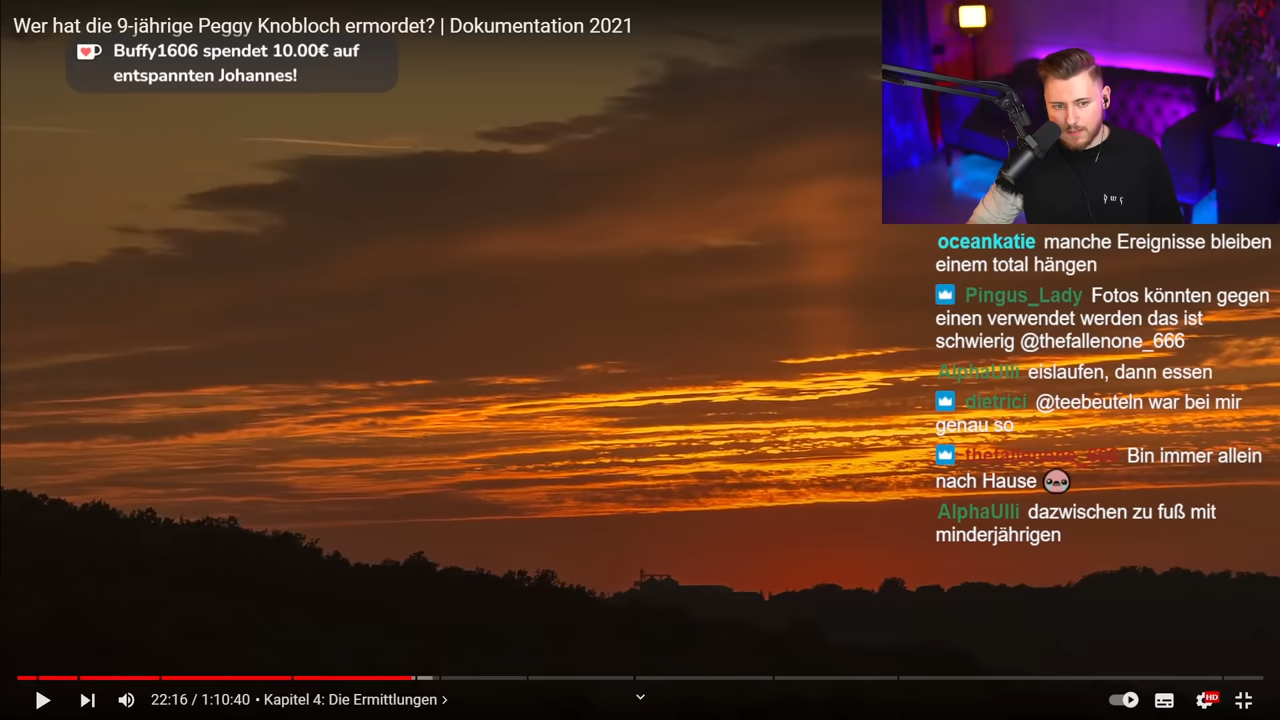 Wer hat die 9-jährige Peggy Knobloch ermordet? | Dokumentation 2021
Buffy1606 spendet 10.00€ auf
entspannten Johannes!
oceankatie manche Ereignisse bleiben
einem total hängen
Pingus_Lady Fotos könnten gegen
einen verwendet werden das ist
schwierig @thefallenone_666
AlphaUlli eislaufen, dann essen
dietrici @teebeuteln war bei mir
genau so
thefallenone_666 Bin immer allein
nach Hause
AlphaUlli dazwischen zu fuß mit
minderjährigen
22:16 / 1:10:40 • Kapitel 4: Die Ermittlungen
HD